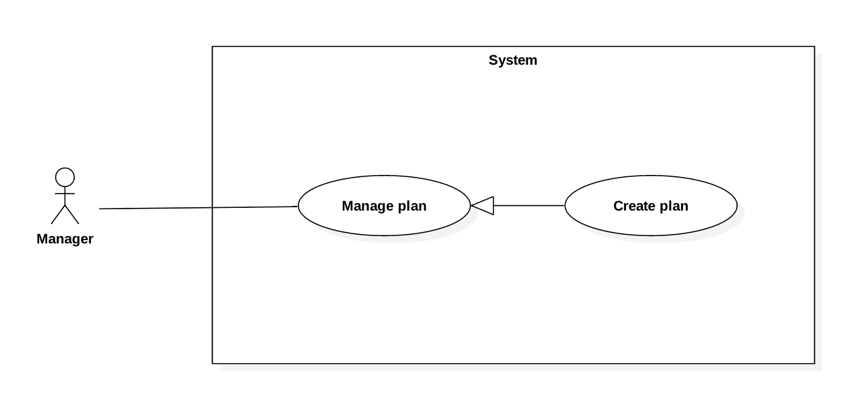 System
Manage plan
Create plan
Manager